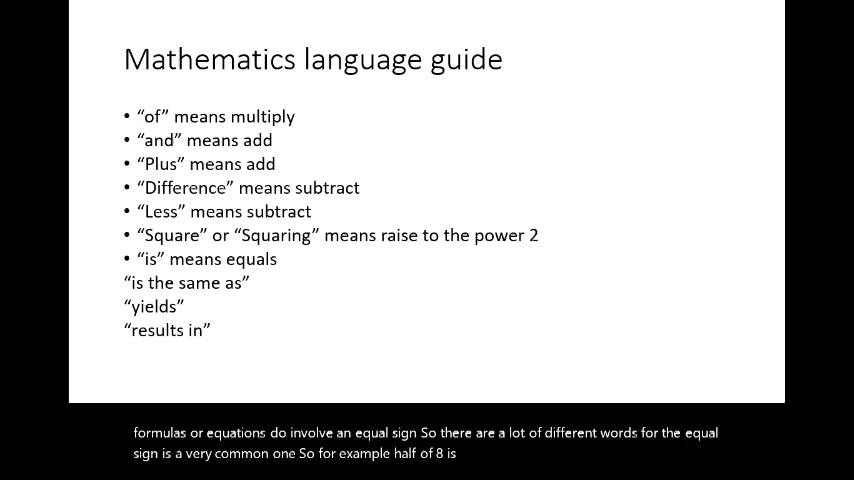 Mathematics language guide
• “of” means multiply
• “and” means add
• “Plus” means add
• “Difference” means subtract
• “Less” means subtract
• “Square” or “Squaring” means raise to the power 2
• “is” means equals
“is the same as”
“yields”
“results in”
formulas or equations do involve an equal sign So there are a lot of different words for the equal
sign is a very common one So for example half of 8 is